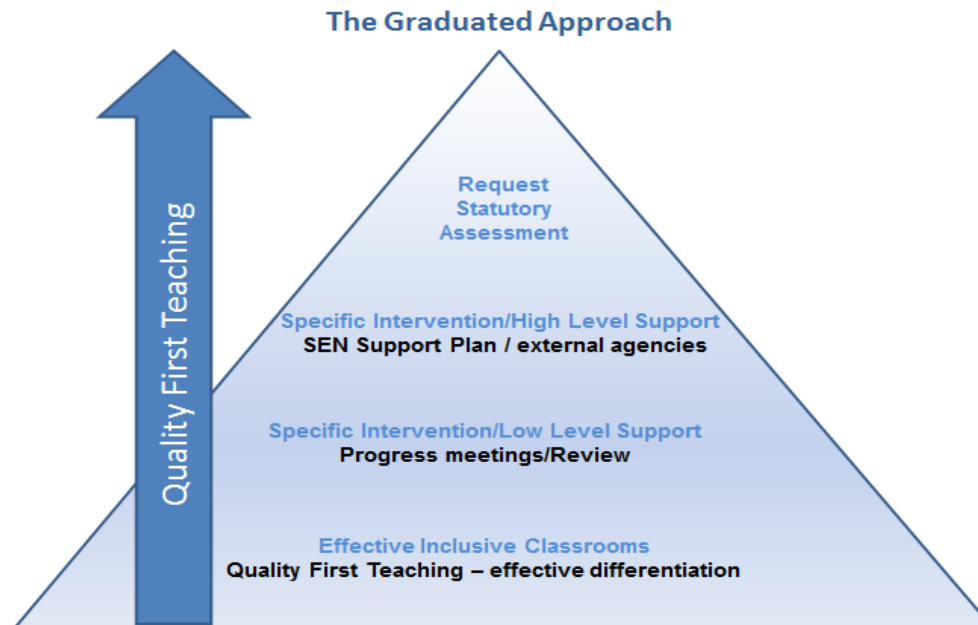 The Graduated Approach
Quality First Teaching
Request
Statutory
Assessment
Specific Intervention/High Level Support
SEN Support Plan / external agencies
Specific Intervention/Low Level Support
Progress meetings/Review
Effective Inclusive Classrooms
Quality First Teaching – effective differentiation